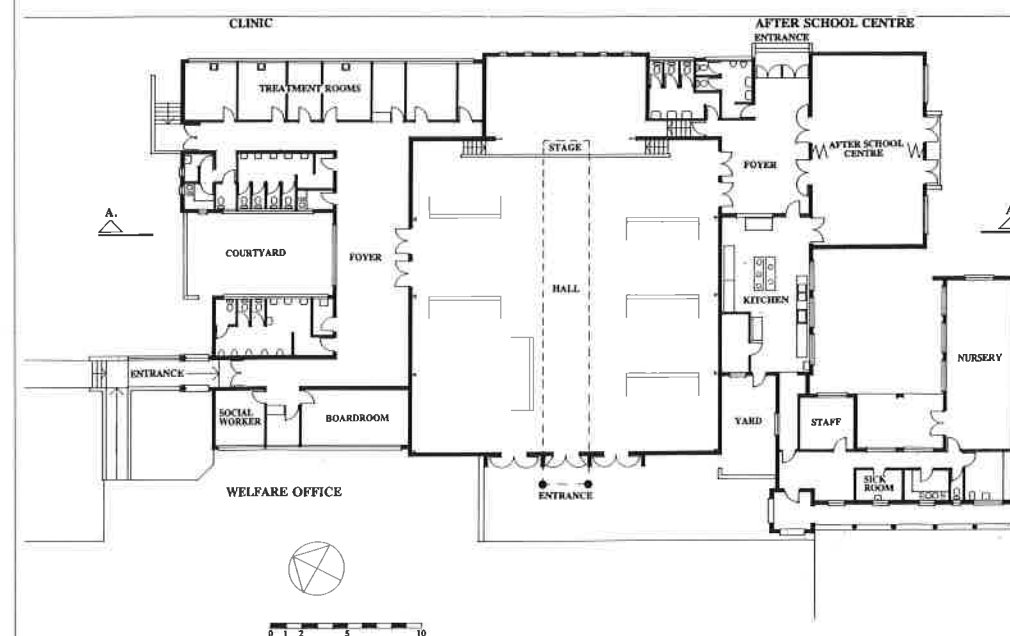 CLINIC
AFTER SCHOOL CENTRE
ENTRANCE
TREATMENT ROOMS
STAGE
FOYER
AFTER SCHOOL
CENTRE
A.
A
COURTYARD
FOYER
HALL
KITCHEN
NURSERY
ENTRANCE
SOCIAL
WORKER
BOARDROOM
YARD
STAFF
SICK
ROOM
WELFARE OFFICE
ENTRANCE
0 1 2 5 10